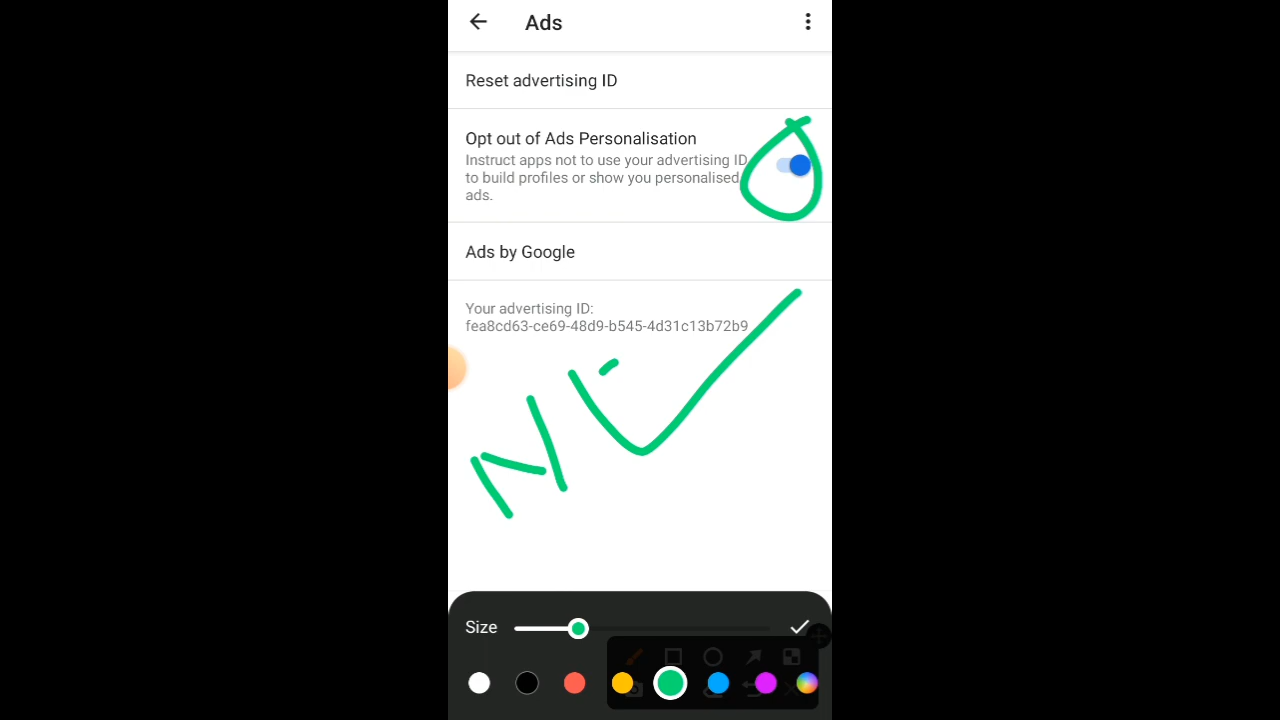 Ads
Reset advertising ID
Opt out of Ads Personalisation
Instruct apps not to use your advertising ID
to build profiles or show you personalised
ads.
Ads by Google
Your advertising ID:
fea8cd63-ce69-48d9-b545-4d31c13b72b9
Size